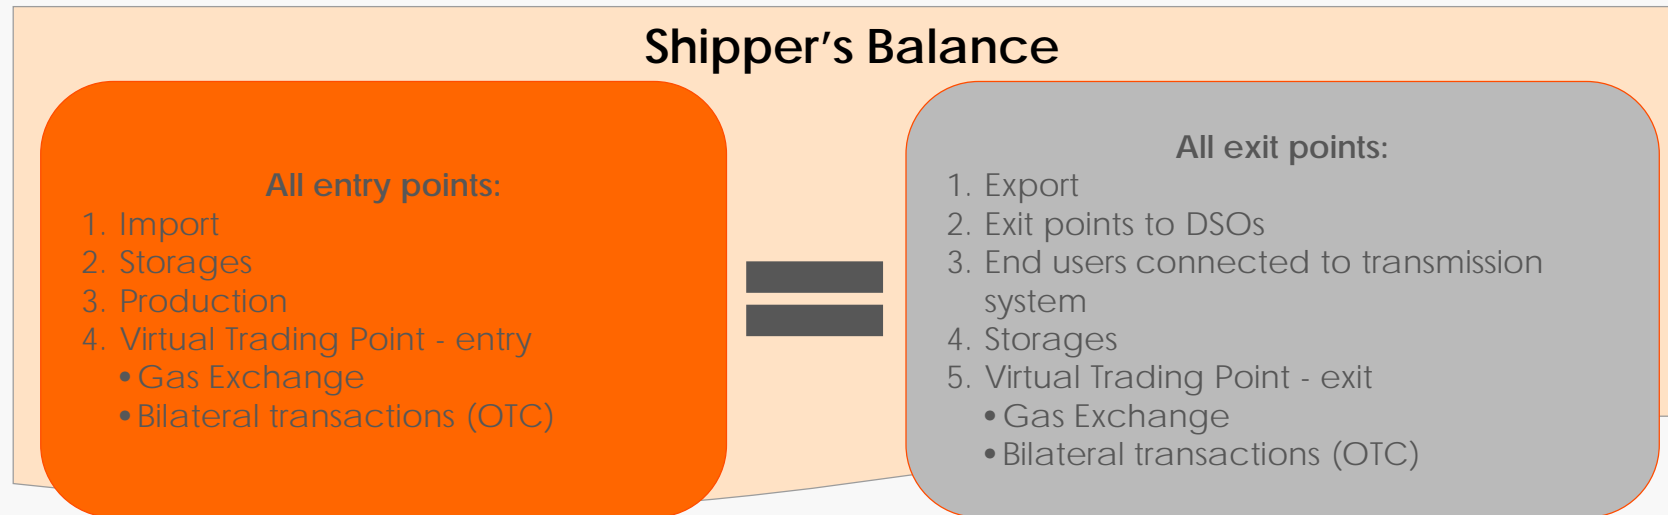 Shipper's Balance
All entry points:
1. Import
2. Storages
3. Production
4. Virtual Trading Point - entry
• Gas Exchange
• Bilateral transactions (OTC)
All exit points:
1. Export
2. Exit points to DSOs
3. End users connected to transmission
system
4. Storages
5. Virtual Trading Point - exit
• Gas Exchange
• Bilateral transactions (OTC)